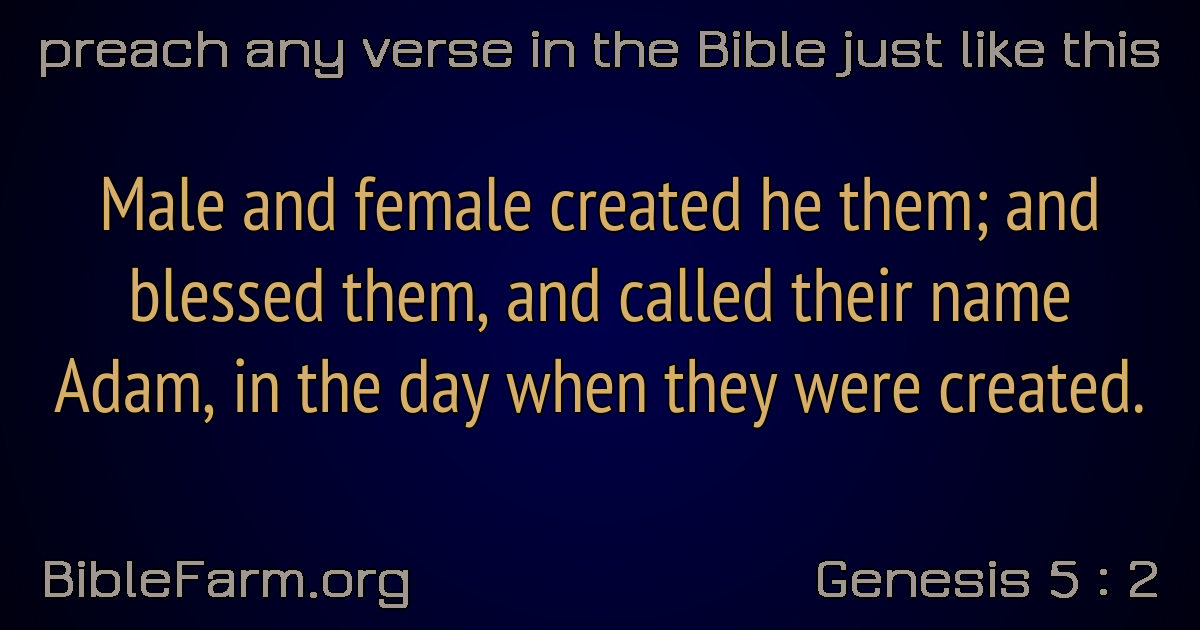 preach any verse in the Bible just like this
Male and female created he them; and
blessed them, and called their name
Adam, in the day when they were created.
BibleFarm.org
Genesis 5 : 2